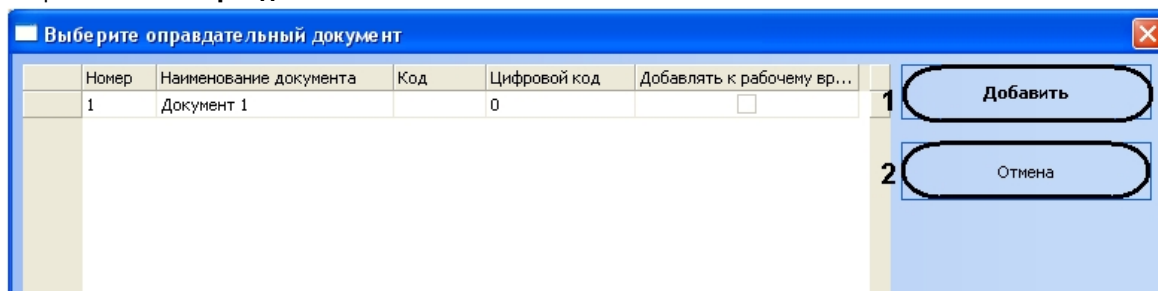 Выберите оправдательный документ
Номер Наименование документа Код Цифровой код Добавлять к рабочему вр...
1 Документ 1 0
1 Добавить
2 Отмена